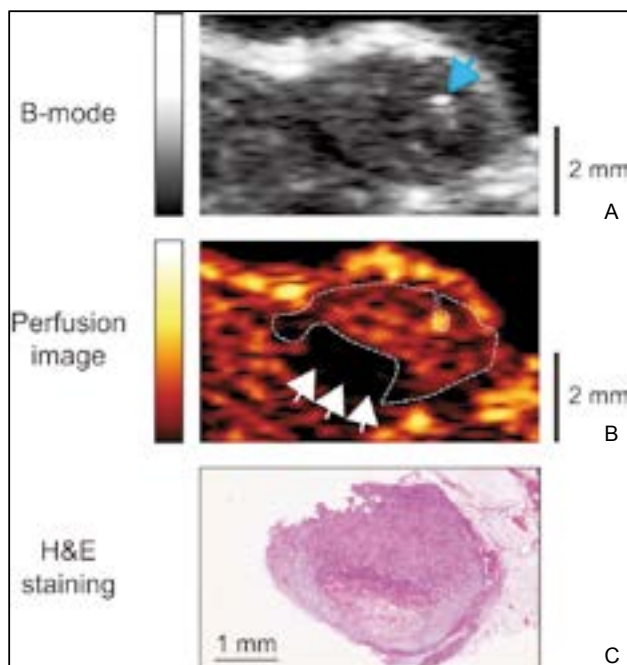 B-mode
2 mm
A
Perfusion
image
2 mm
B
H&E
staining
1 mm
C